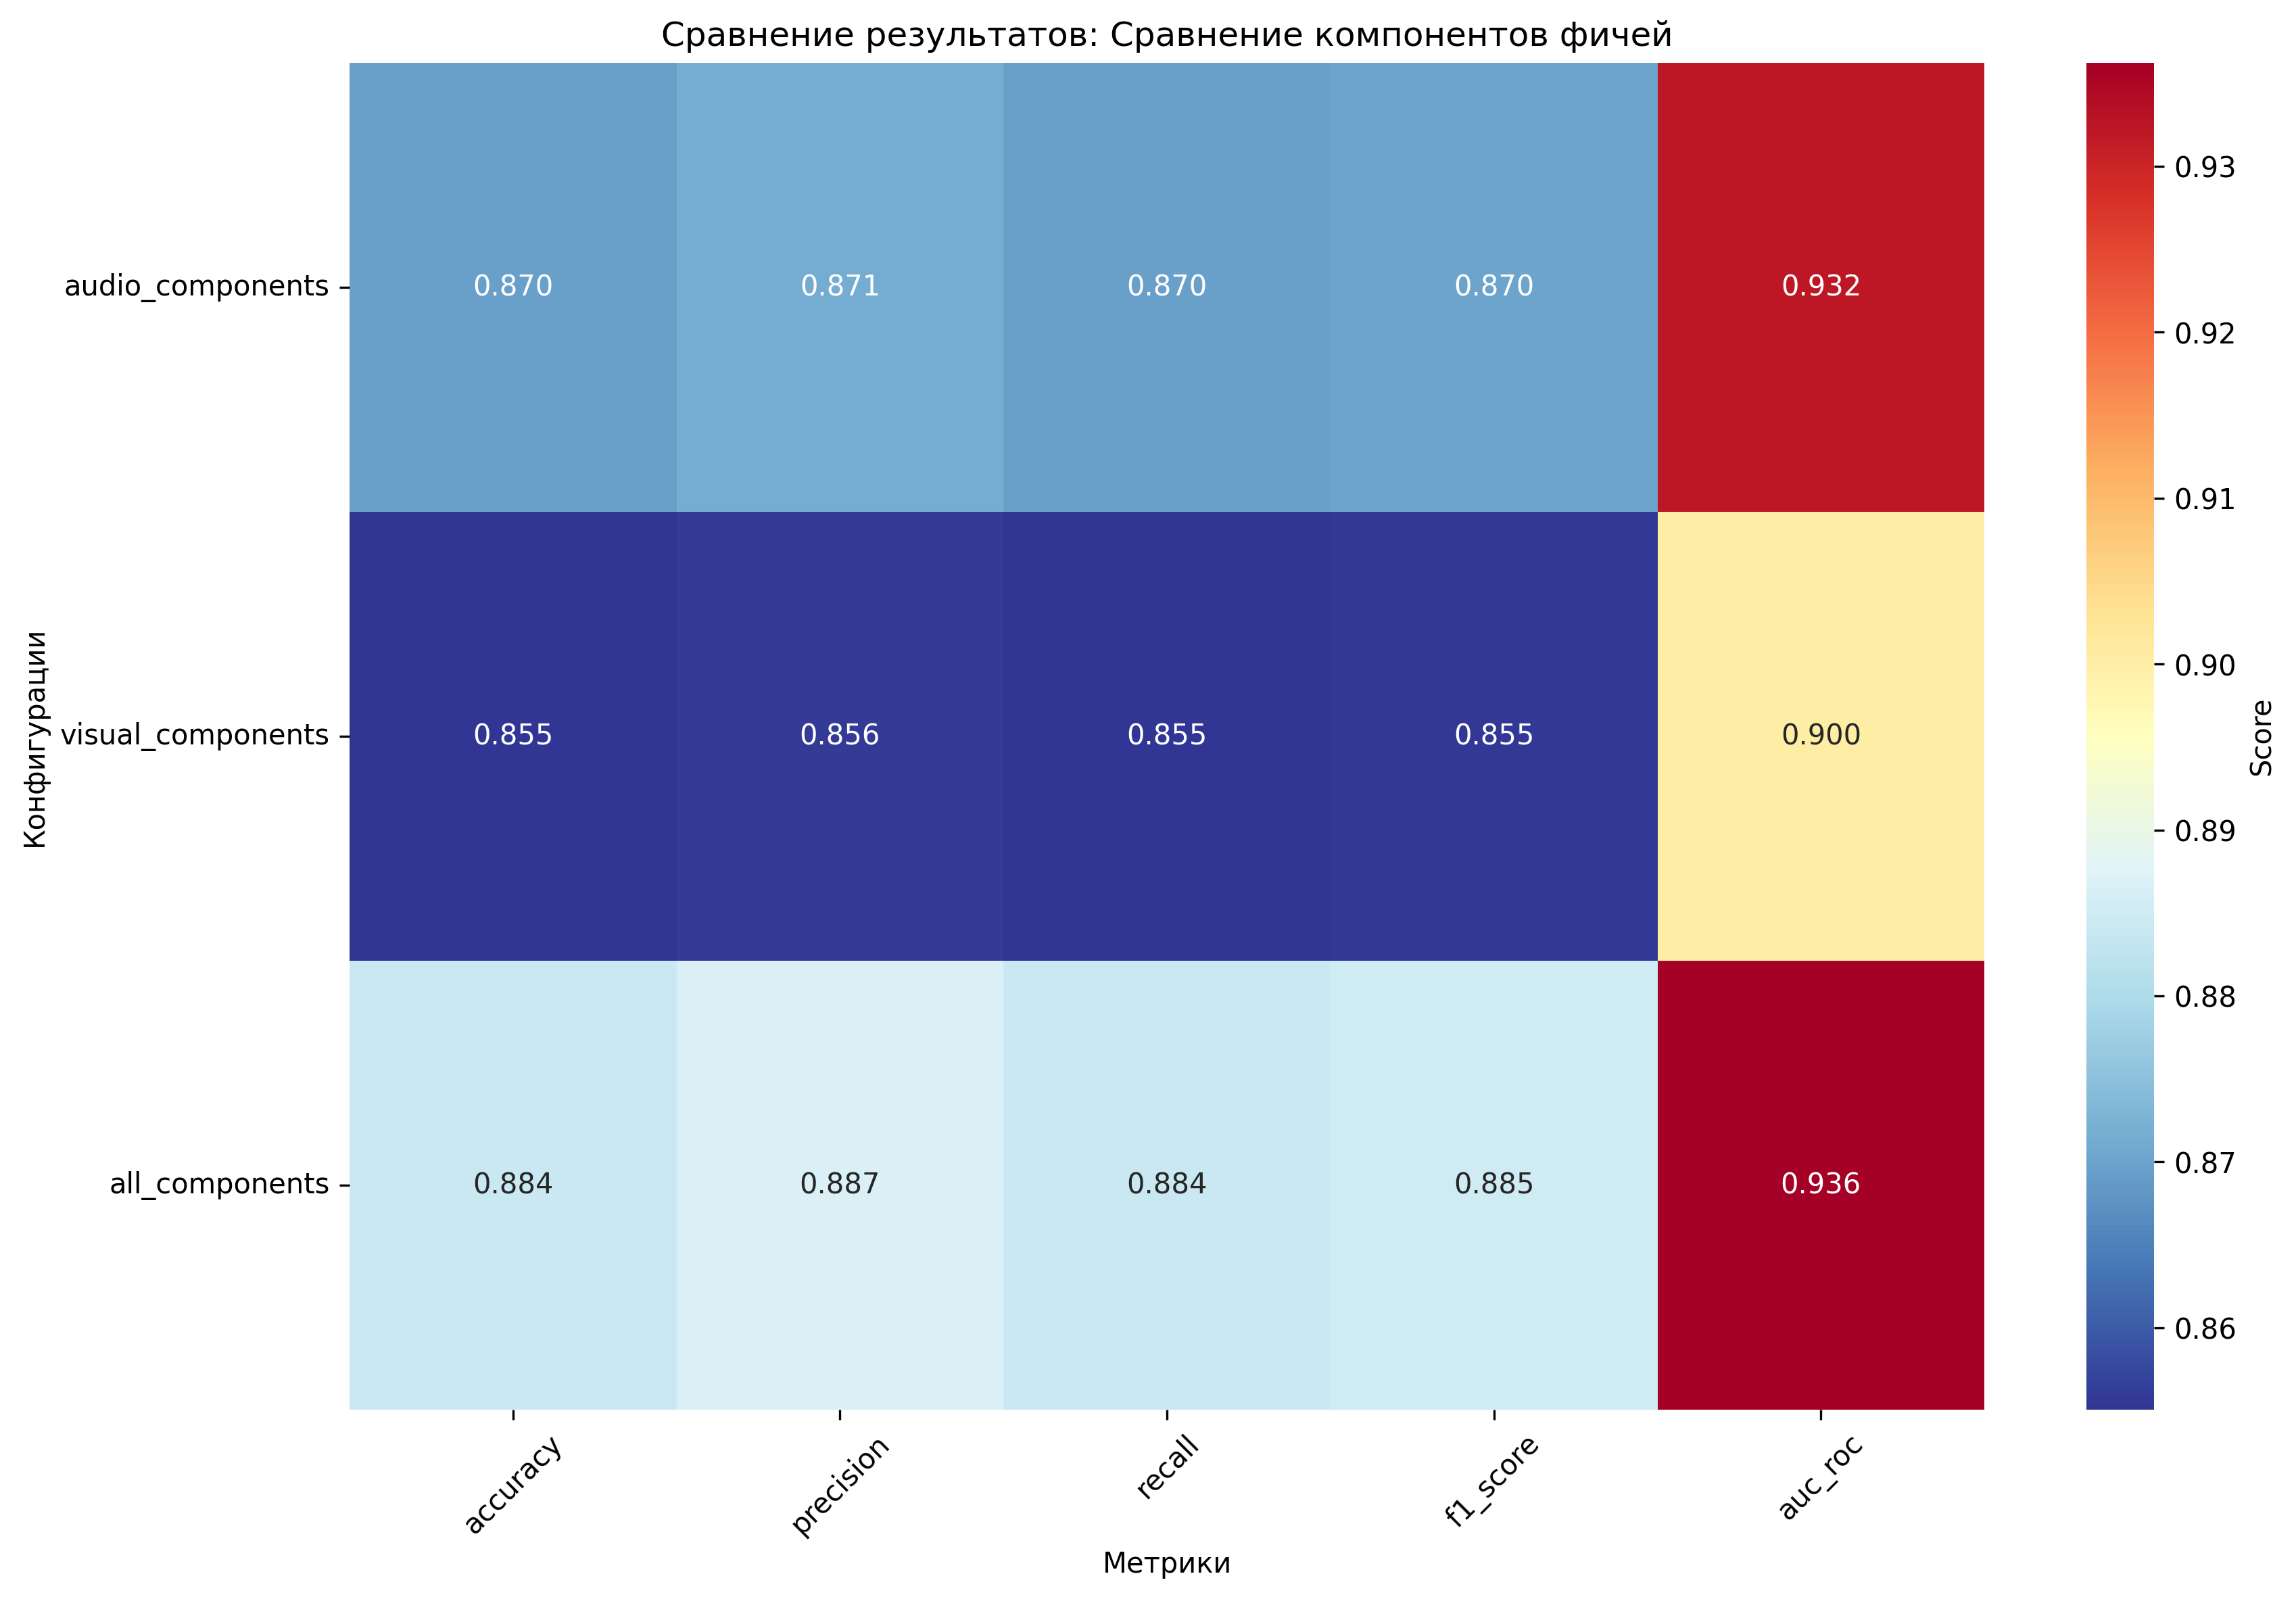 Сравнение результатов: Сравнение компонентов фичей
Конфигурации
audio_components 0.870 0.871 0.870 0.870 0.932
visual_components 0.855 0.856 0.855 0.855 0.900
all_components 0.884 0.887 0.884 0.885 0.936
accuracy precision recall f1_score auc_roc
Метрики
0.93
0.92
0.91
0.90
0.89
0.88
0.87
0.86
Score